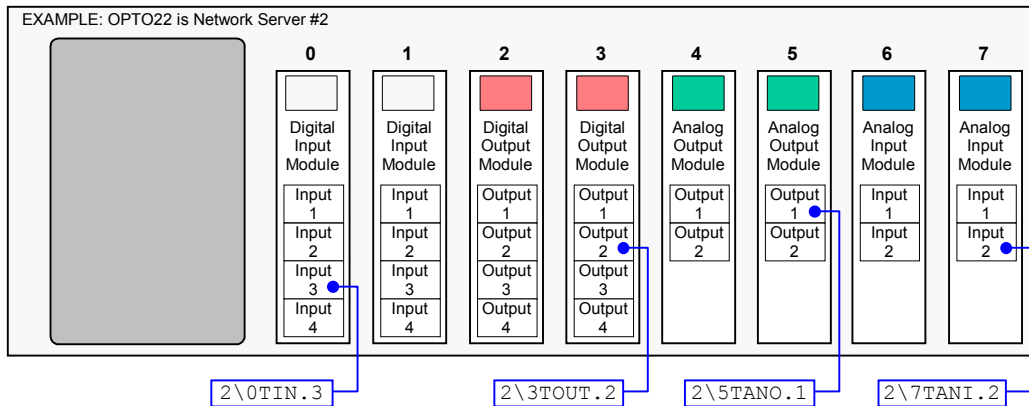 EXAMPLE: OPTO22 is Network Server #2
0 1 2 3 4 5 6 7
Digital Digital Digital Digital Analog Analog Analog Analog
Input Input Output Output Output Output Input Input
Module Module Module Module Module Module Module Module
Input Input Output Output Output Output Input Input
1 1 1 1 1 1 1 1
Input Input Output Output Output Output Input Input
2 2 2 2 2 2 2 2
Input Input Output Output
3 3 3 3
Input Input Output Output
4 4 4 4
2\0TIN.3 2\3TOUT.2 2\5TANO.1 2\7TANI.2